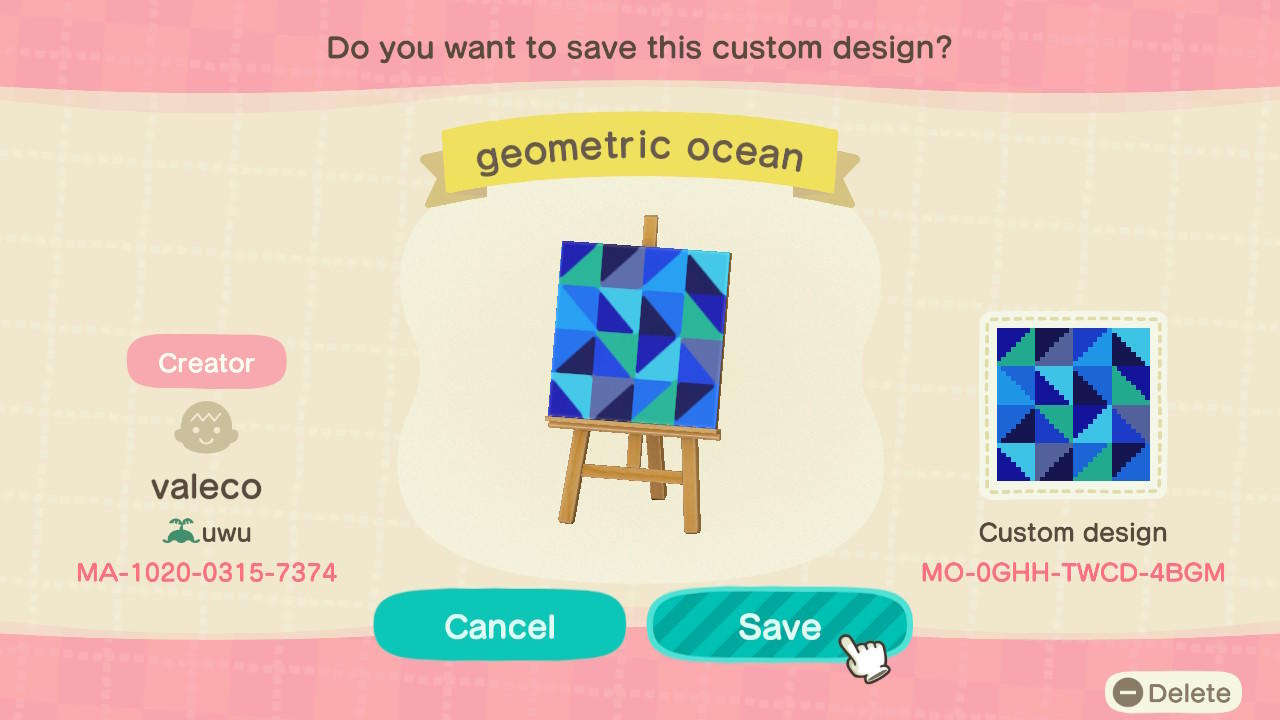 Do you want to save this custom design?
geometric ocean
Creator
valeco
uwu
MA-1020-0315-7374
Custom design
MO-0GHH-TWCD-4BGM
Cancel
Save
Delete